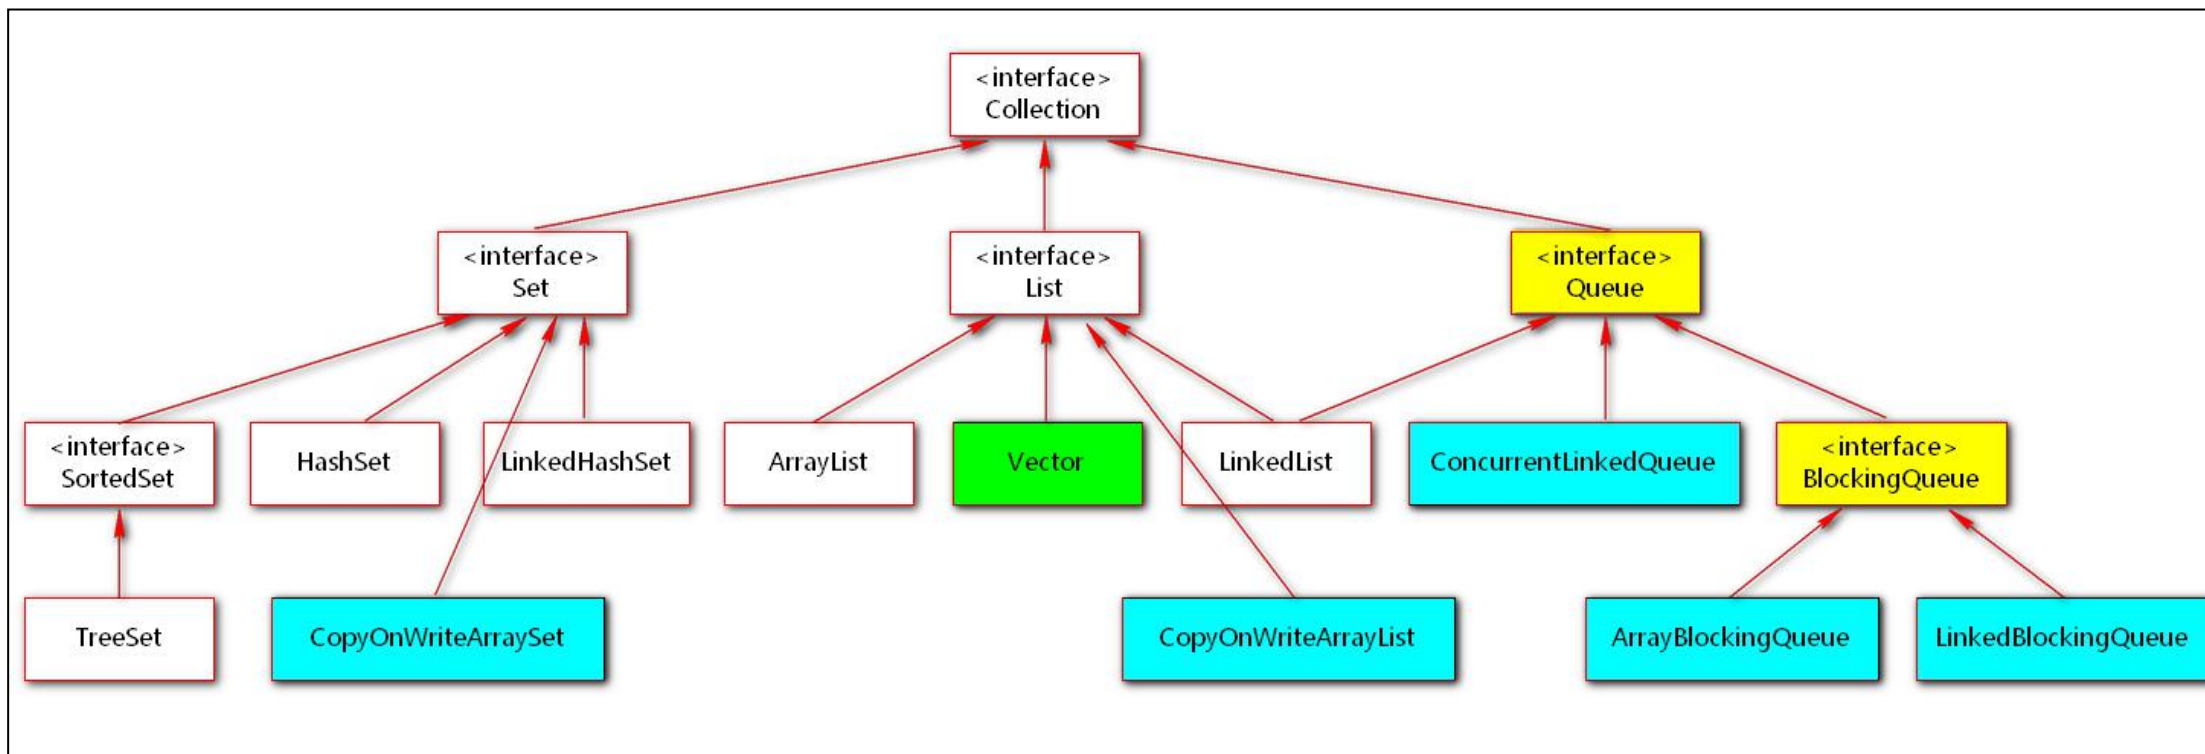 <interface>
Collection
<interface>
Set
<interface>
List
<interface>
Queue
<interface>
SortedSet
HashSet
LinkedHashSet
ArrayList
Vector
LinkedList
ConcurrentLinkedQueue
<interface>
BlockingQueue
TreeSet
CopyOnWriteArraySet
CopyOnWriteArrayList
ArrayBlockingQueue
LinkedBlockingQueue